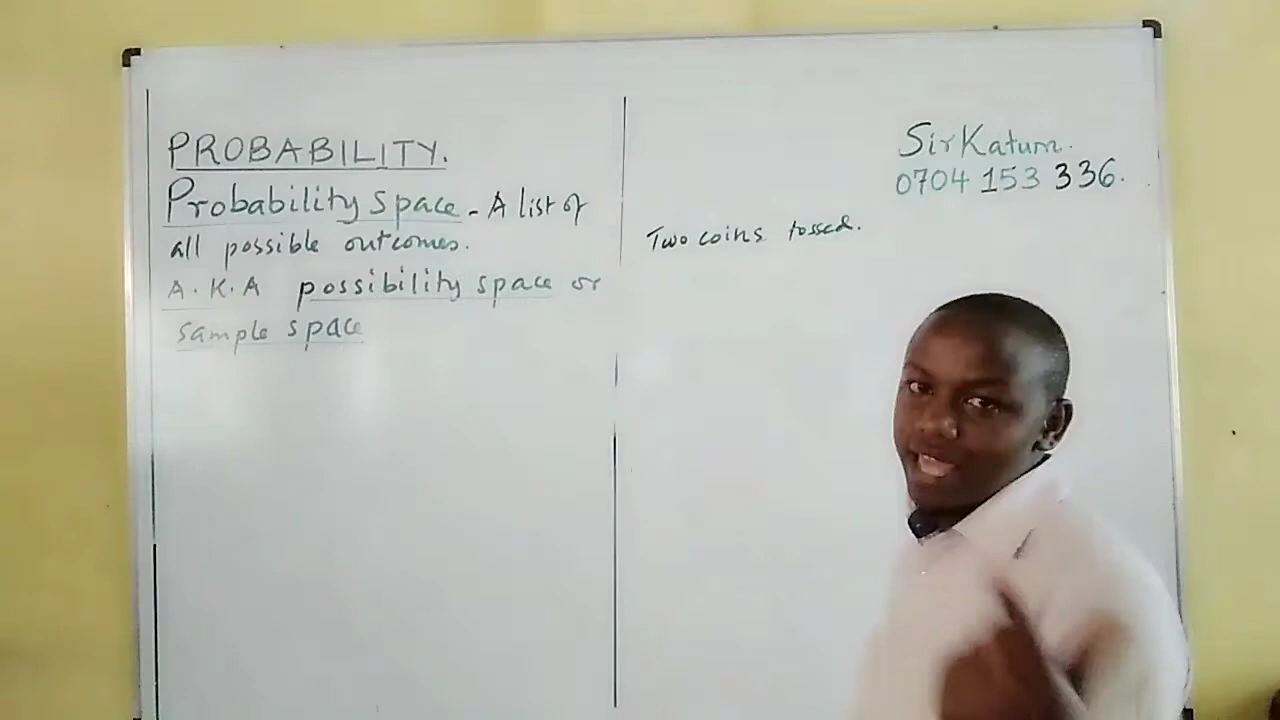 PROBABILITY.
Probability space - A list of
all possible outcomes.
A.K.A possibility space or
sample space
Sir Katum.
0704 153 336.
Two coins tossed.